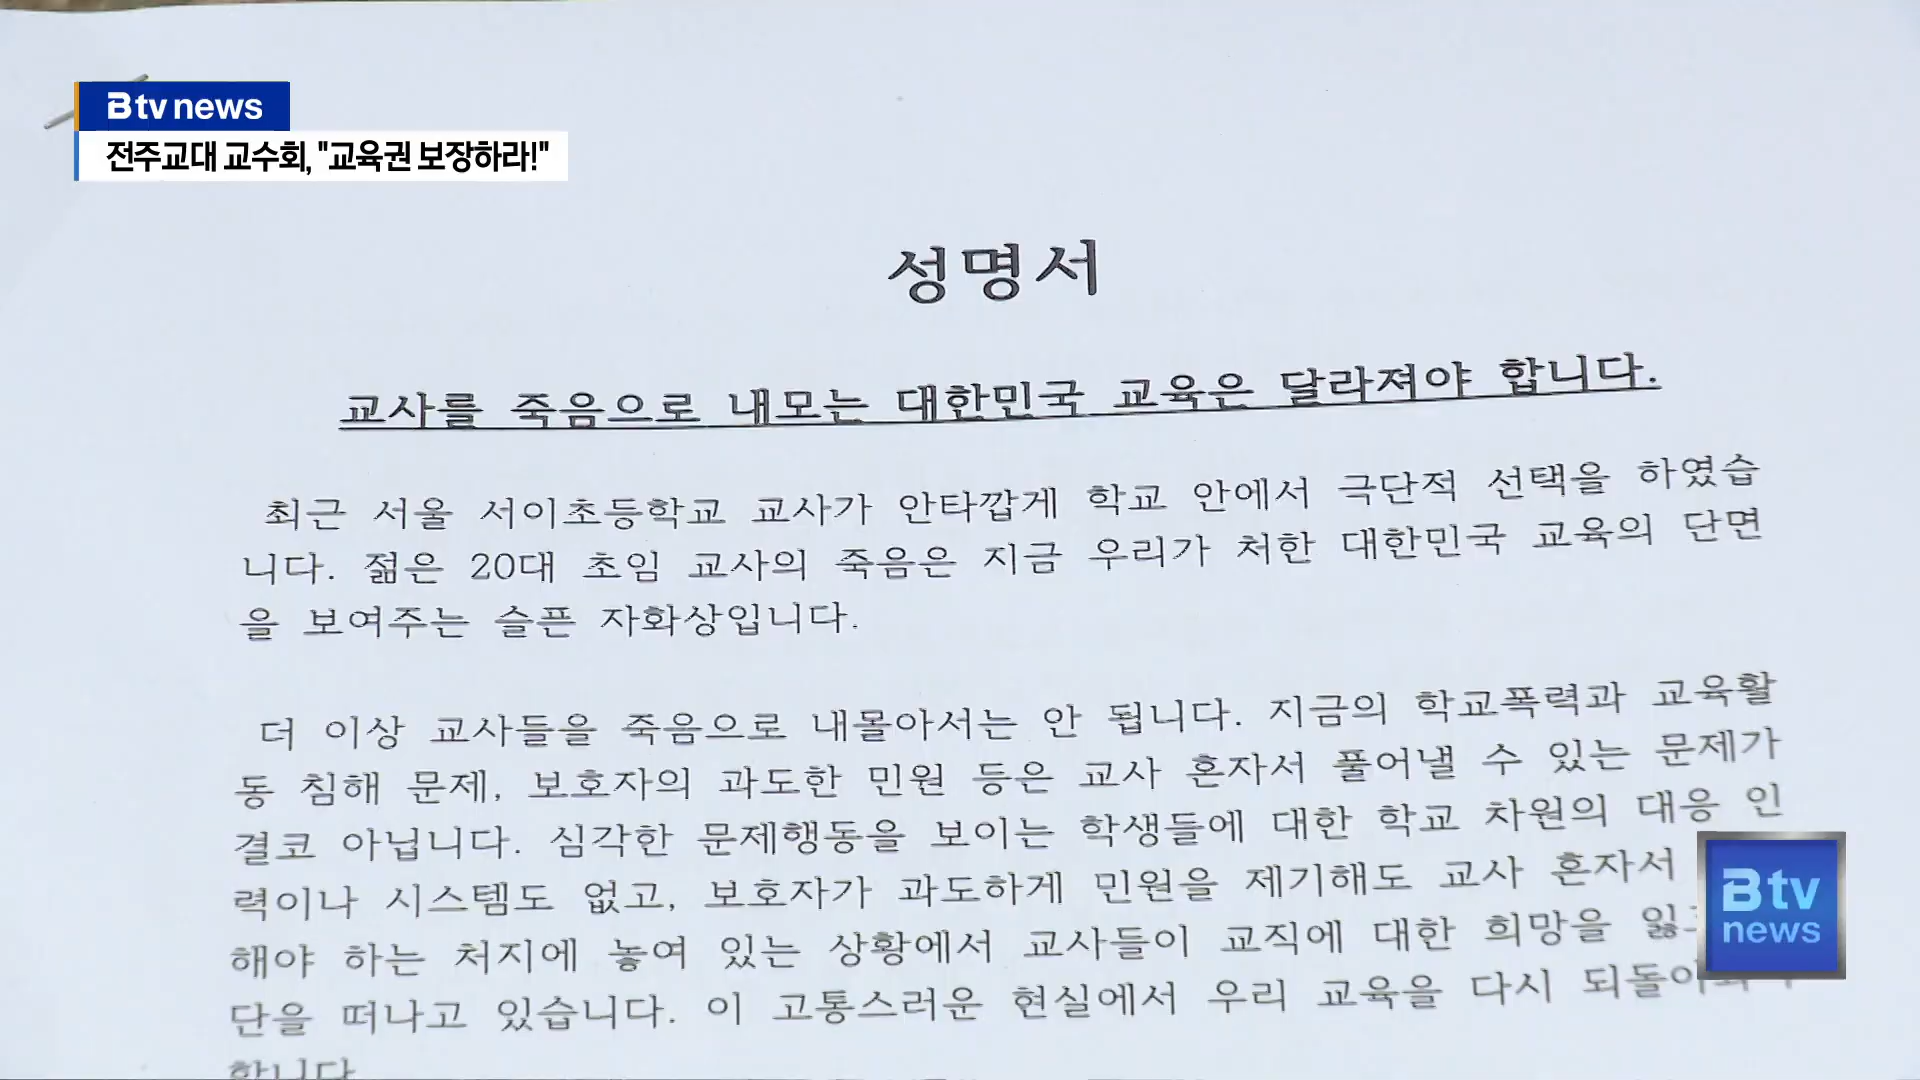 B tv news
전주교대 교수회, "교육권 보장하라!"
성명서
교사를 죽음으로 내모는 대한민국 교육은 달라져야 합니다.
최근 서울 서이초등학교 교사가 안타깝게 학교 안에서 극단적 선택을 하였습
니다. 젊은 20대 초임 교사의 죽음은 지금 우리가 처한 대한민국 교육의 단면
을 보여주는 슬픈 자화상입니다.
더 이상 교사들을 죽음으로 내몰아서는 안 됩니다. 지금의 학교폭력과 교육활
동 침해 문제, 보호자의 과도한 민원 등은 교사 혼자서 풀어낼 수 있는 문제가
결코 아닙니다. 심각한 문제행동을 보이는 학생들에 대한 학교 차원의 대응 인
력이나 시스템도 없고, 보호자가 과도하게 민원을 제기해도 교사 혼자서
해야 하는 처지에 놓여 있는 상황에서 교사들이 교직에 대한 희망을
단을 떠나고 있습니다. 이 고통스러운 현실에서 우리 교육을 다시
합니다
B tv
news